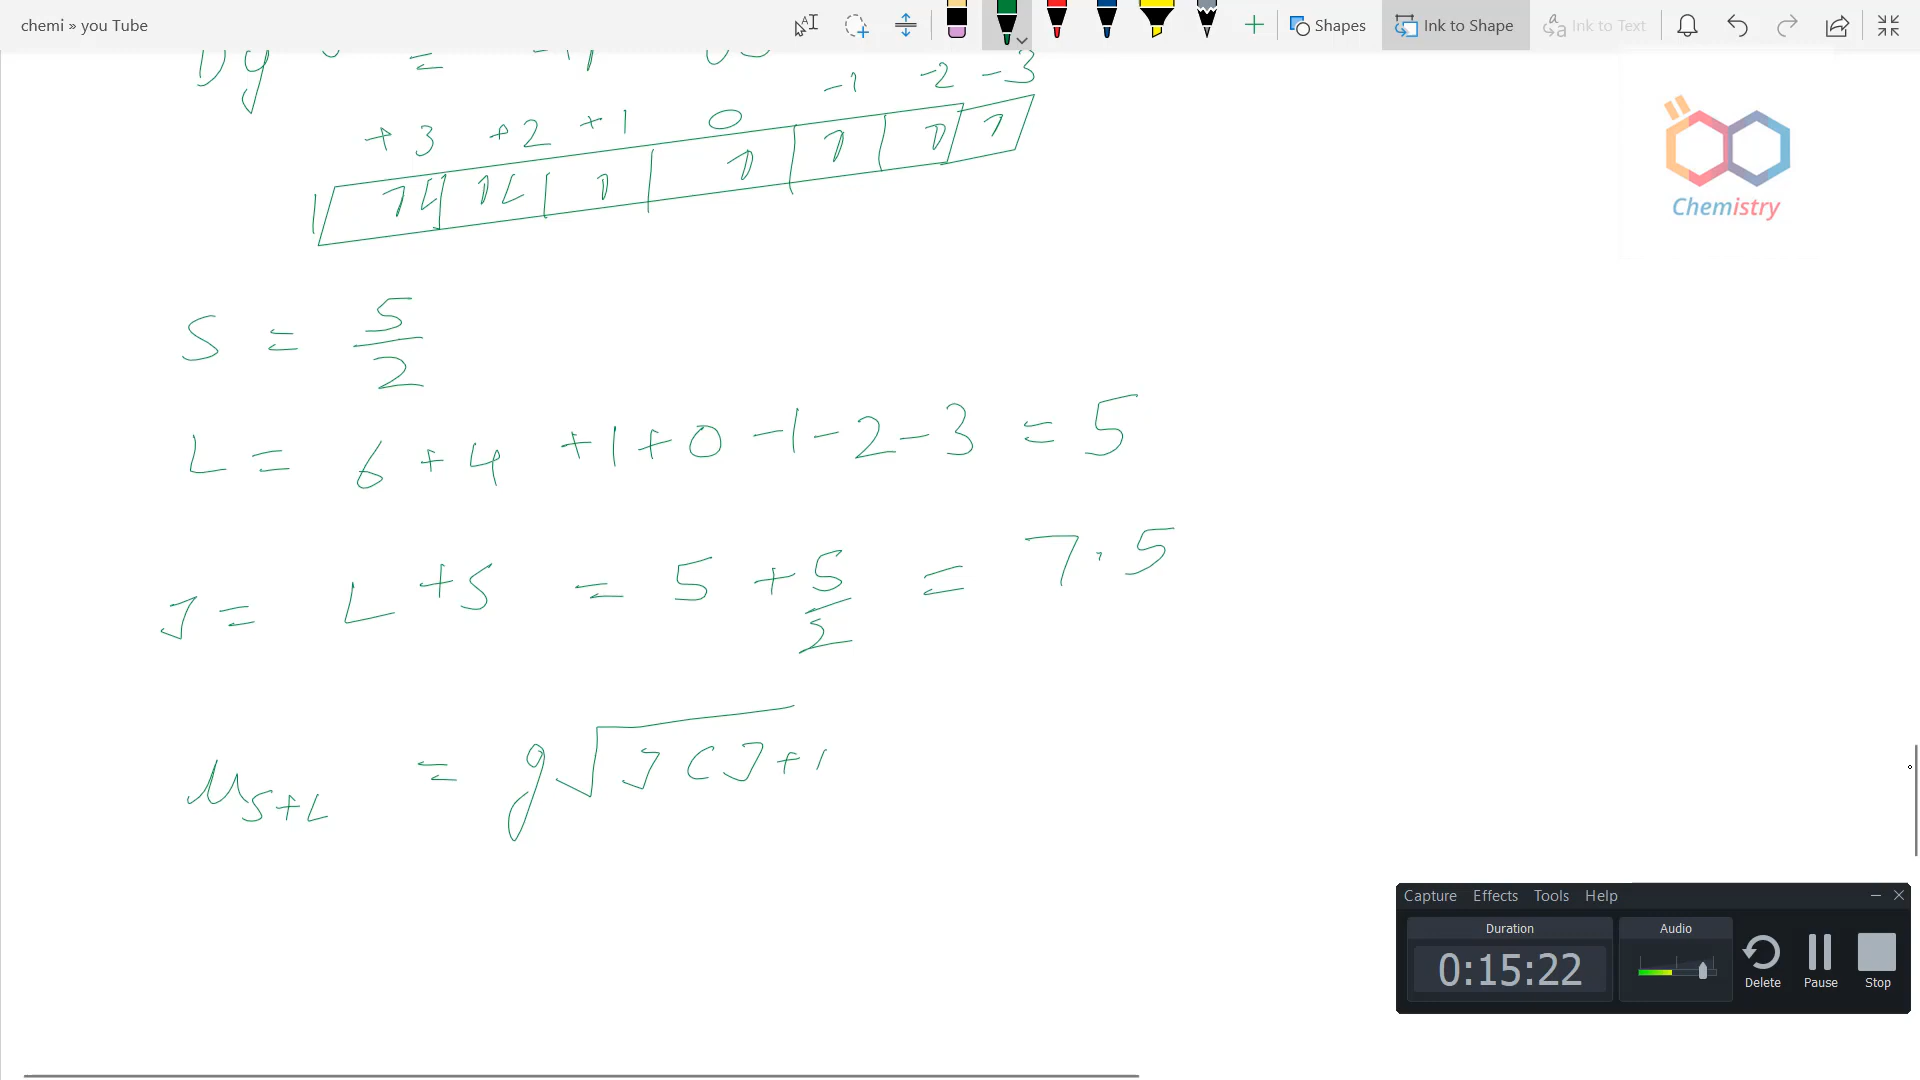 chemi » you Tube
Shapes
Ink to Shape
Ink to Text
Dy =
+3 +2 +1 0 -1 -2 -3
Chemistry
S = 5/2
L = 6 + 4 + 1 + 0 - 1 - 2 - 3 = 5
J = L + S = 5 + 5/2 = 7.5
μS+L = g√J(J+1
Capture Effects Tools Help
Duration
Audio
0:15:22
Delete
Pause
Stop